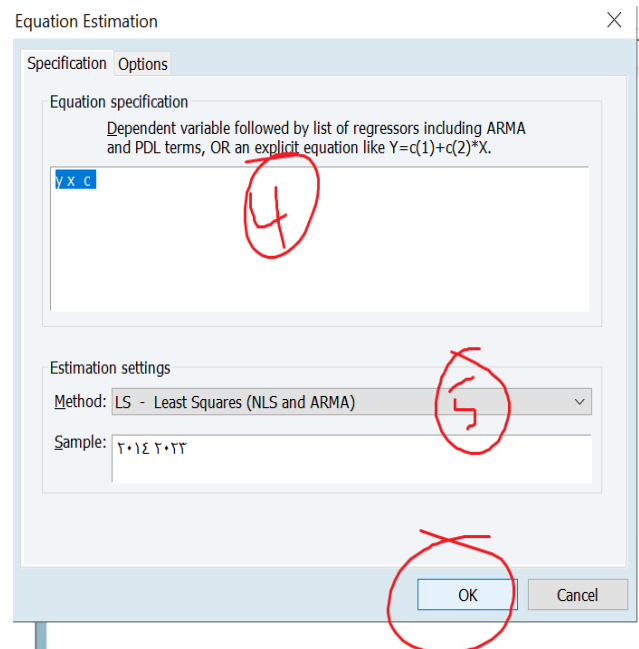 Equation Estimation
Specification Options
Equation specification
Dependent variable followed by list of regressors including ARMA
and PDL terms, OR an explicit equation like Y=c(1)+c(2)*X.
y x c
4
Estimation settings
Method: LS - Least Squares (NLS and ARMA)
5
Sample: ٢٠١٤ ٢٠٢٣
OK Cancel